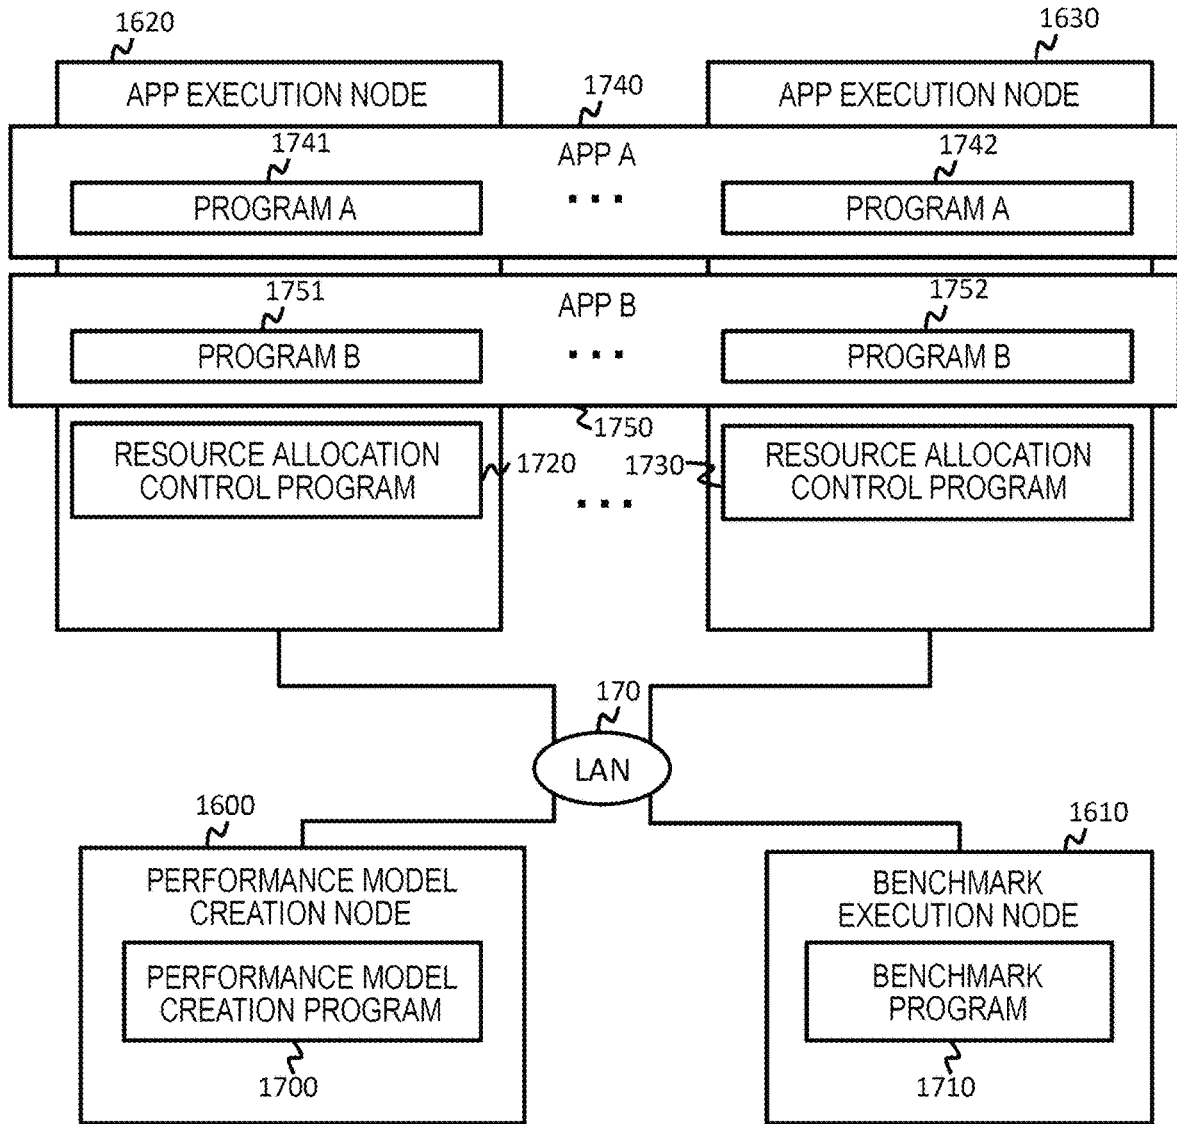 1620
1630
APP EXECUTION NODE
APP EXECUTION NODE
1740
1741
APP A
1742
PROGRAM A
...
PROGRAM A
1751
APP B
1752
PROGRAM B
...
PROGRAM B
1750
RESOURCE ALLOCATION
CONTROL PROGRAM
1720
...
1730
RESOURCE ALLOCATION
CONTROL PROGRAM
170
LAN
1600
1610
PERFORMANCE MODEL
CREATION NODE
PERFORMANCE MODEL
CREATION PROGRAM
1700
BENCHMARK
EXECUTION NODE
BENCHMARK
PROGRAM
1710